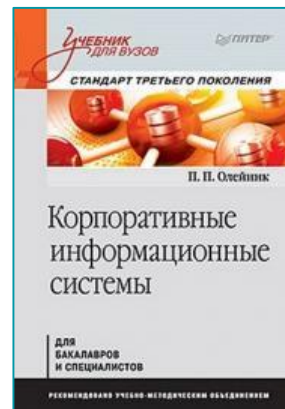 УЧЕБНИК
ДЛЯ ВУЗОВ
ПИТЕР
СТАНДАРТ ТРЕТЬЕГО ПОКОЛЕНИЯ
П. П. Олейник
Корпоративные
информационные
системы
ДЛЯ
БАКАЛАВРОВ
И СПЕЦИАЛИСТОВ
РЕКОМЕНДОВАНО УЧЕБНО-МЕТОДИЧЕСКИМ ОБЪЕДИНЕНИЕМ